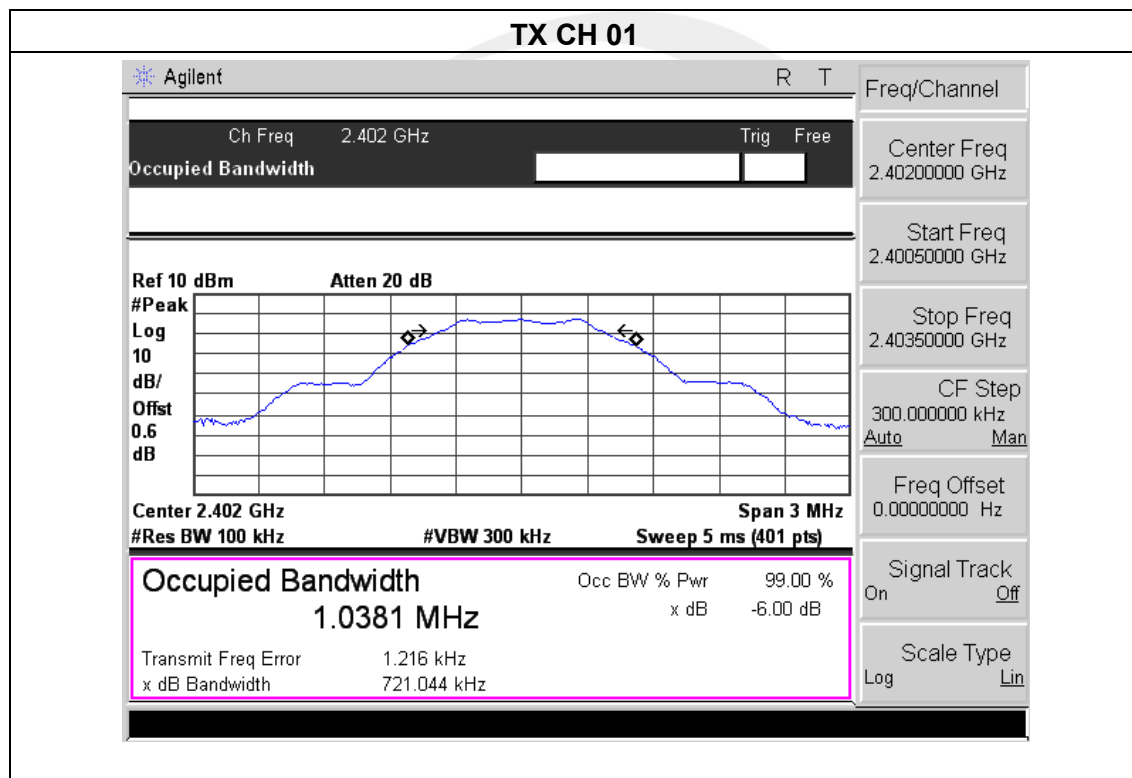 TX CH 01
Agilent R T
Freq/Channel
Ch Freq 2.402 GHz Trig Free
Occupied Bandwidth
Center Freq
2.40200000 GHz
Start Freq
2.40050000 GHz
Stop Freq
2.40350000 GHz
CF Step
300.000000 kHz
Auto Man
Freq Offset
0.00000000 Hz
Signal Track
On Off
Scale Type
Log Lin
Ref 10 dBm Atten 20 dB
#Peak
Log
10
dB/
Offst
0.6
dB
Center 2.402 GHz Span 3 MHz
#Res BW 100 kHz #VBW 300 kHz Sweep 5 ms (401 pts)
Occupied Bandwidth Occ BW % Pwr 99.00 %
1.0381 MHz x dB -6.00 dB
Transmit Freq Error 1.216 kHz
x dB Bandwidth 721.044 kHz